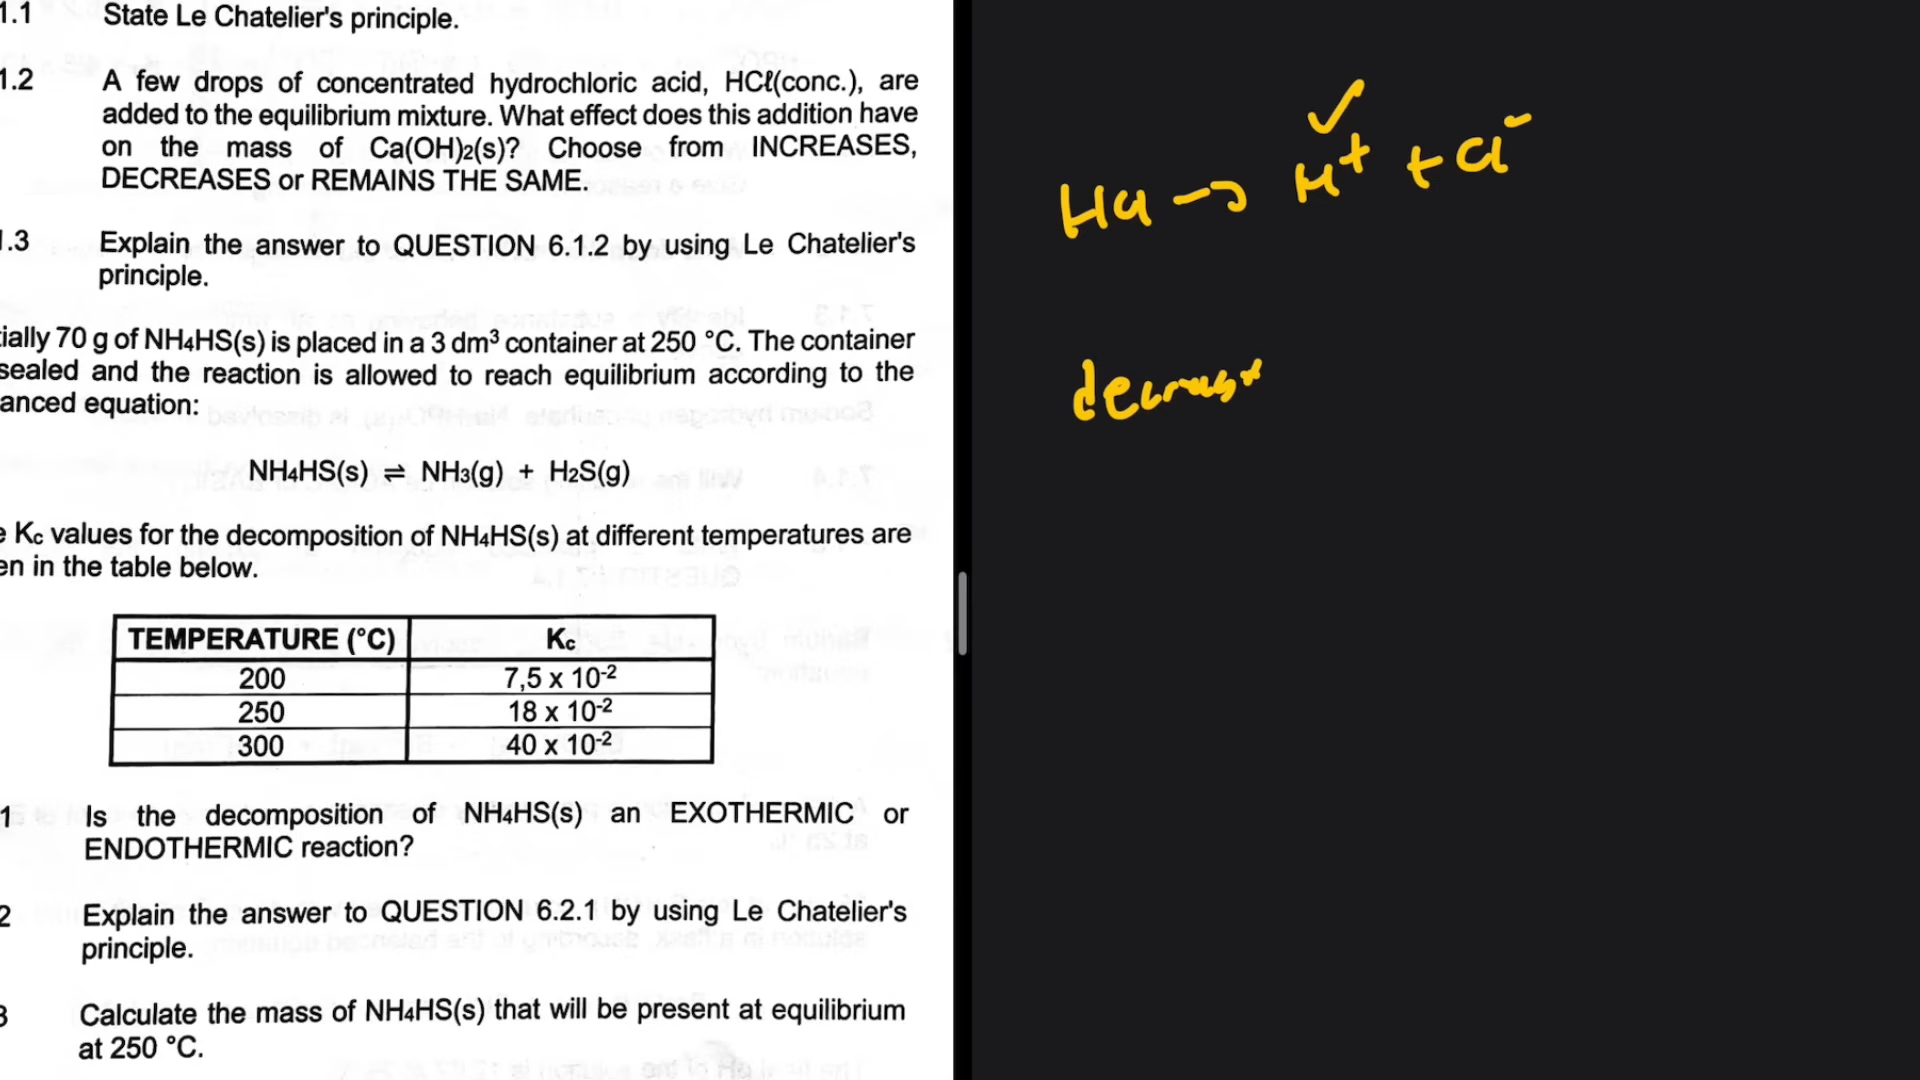 1.1 State Le Chatelier's principle.
1.2 A few drops of concentrated hydrochloric acid, HCℓ(conc.), are
added to the equilibrium mixture. What effect does this addition have
on the mass of Ca(OH)₂(s)? Choose from INCREASES,
DECREASES or REMAINS THE SAME.
1.3 Explain the answer to QUESTION 6.1.2 by using Le Chatelier's
principle.
tially 70 g of NH₄HS(s) is placed in a 3 dm³ container at 250 °C. The container
sealed and the reaction is allowed to reach equilibrium according to the
anced equation:
NH₄HS(s) ⇌ NH₃(g) + H₂S(g)
e Kc values for the decomposition of NH₄HS(s) at different temperatures are
en in the table below.
TEMPERATURE (°C) Kc
200 7,5 x 10⁻²
250 18 x 10⁻²
300 40 x 10⁻²
1 Is the decomposition of NH₄HS(s) an EXOTHERMIC or
ENDOTHERMIC reaction?
2 Explain the answer to QUESTION 6.2.1 by using Le Chatelier's
principle.
3 Calculate the mass of NH₄HS(s) that will be present at equilibrium
at 250 °C.
✓
HCl → H⁺ + Cl⁻